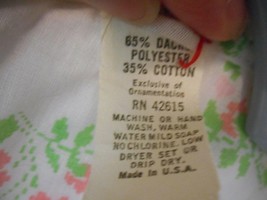 65% DACRON
POLYESTER
35% COTTON
Exclusive of
Ornamentation
RN 42615
MACHINE OR HAND
WASH, WARM
WATER MILD SOAP
NO CHLORINE. LOW
DRYER SET OR
DRIP DRY.
Made in U.S.A.